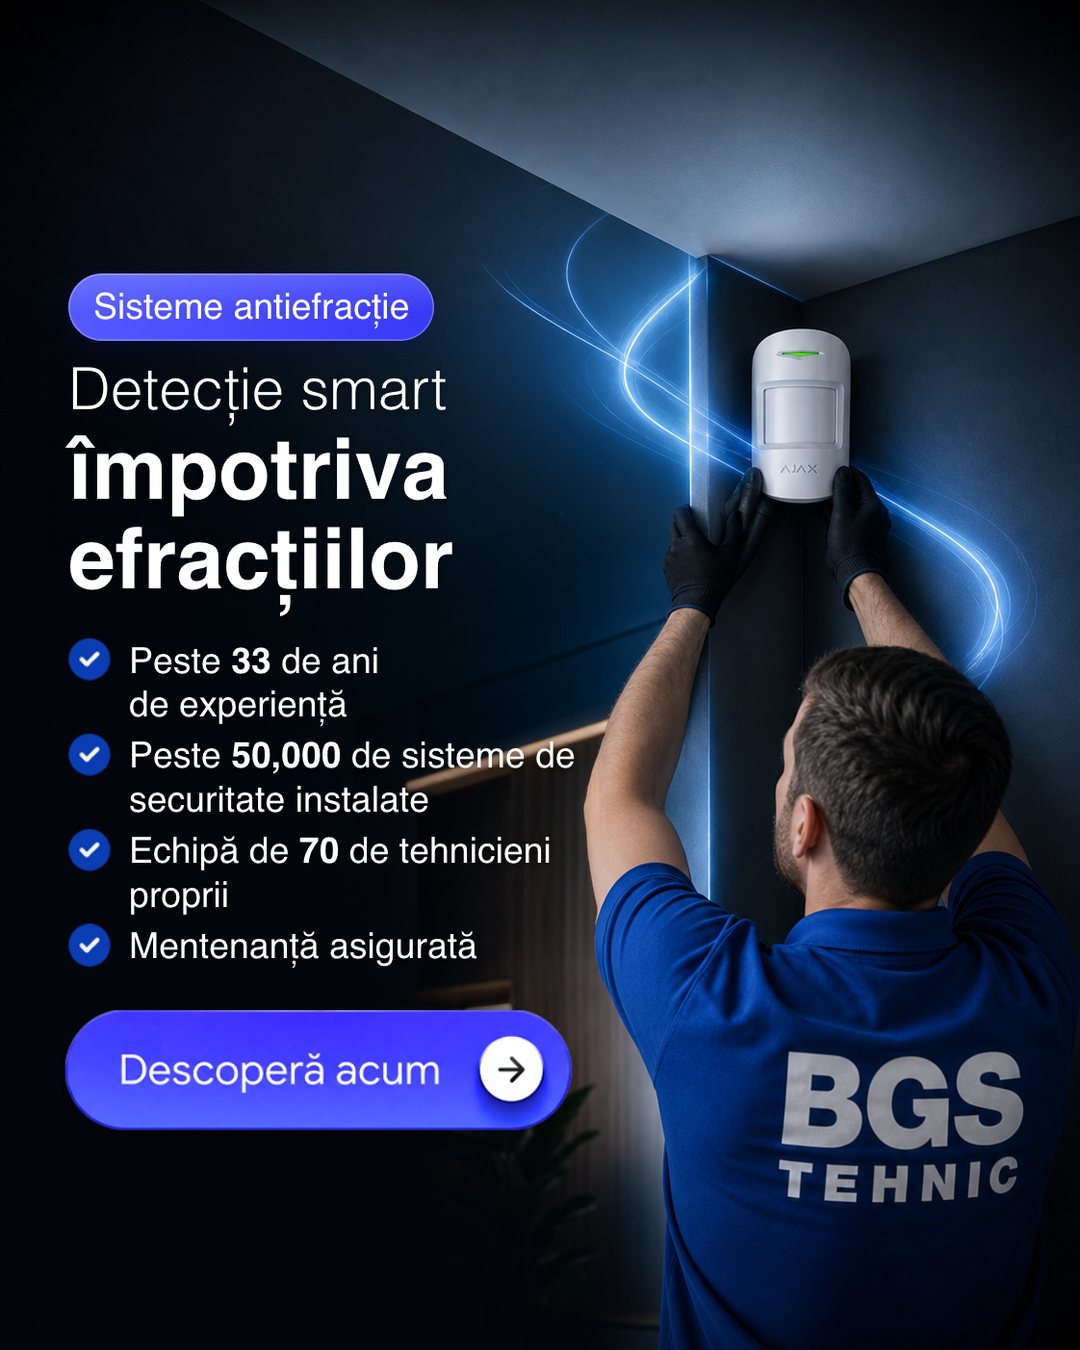 Sisteme antiefracție
Detecție smart
împotriva
efracțiilor
Peste 33 de ani
de experiență
Peste 50,000 de sisteme de
securitate instalate
Echipă de 70 de tehnicieni
proprii
Mentenanță asigurată
Descoperă acum
AJAX
BGS
TEHNIC